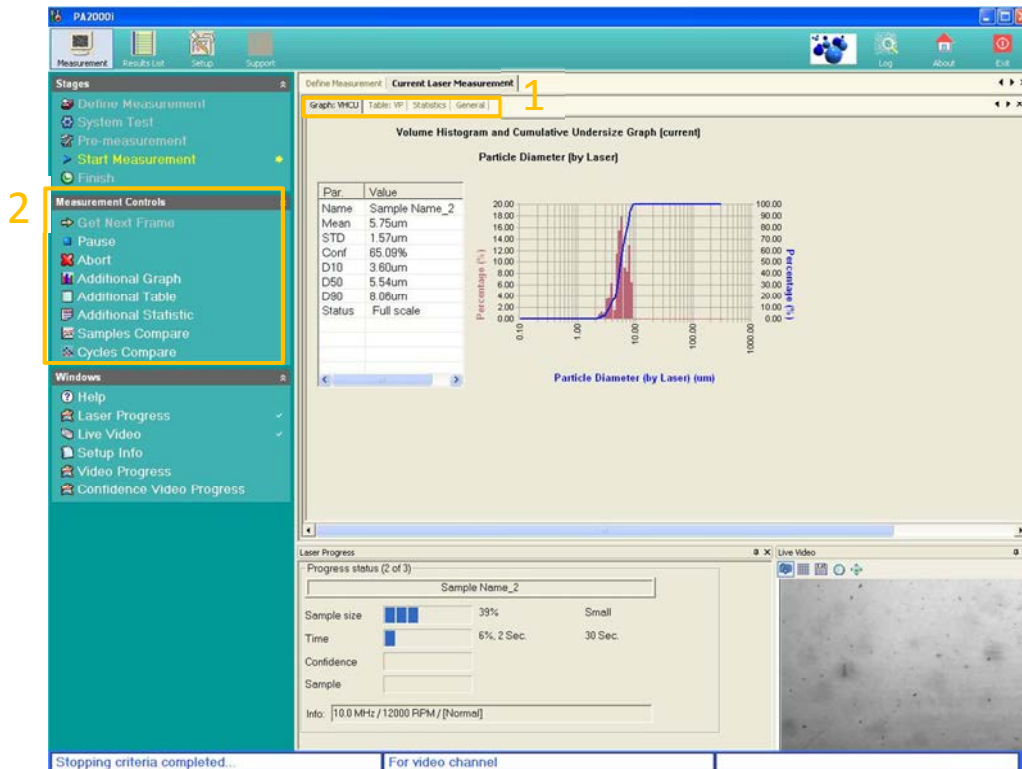 PA2000i
Measurement Results List Setup Support Log About Exit
Stages
Define Measurement
System Test
Pre-measurement
Start Measurement
Finish
2
Measurement Controls
Get Next Frame
Pause
Abort
Additional Graph
Additional Table
Additional Statistic
Samples Compare
Cycles Compare
Windows
Help
Laser Progress
Live Video
Setup Info
Video Progress
Confidence Video Progress
Define Measurement Current Laser Measurement
1
Graph: VHCU Table: VP Statistics General
Volume Histogram and Cumulative Undersize Graph (current)
Particle Diameter (by Laser)
Par. Value
Name Sample Name_2
Mean 5.75um
STD 1.57um
Conf 65.09%
D10 3.60um
D50 5.54um
D90 8.06um
Status Full scale
Percentage (%)
20.00
18.00
16.00
14.00
12.00
10.00
8.00
6.00
4.00
2.00
0.00
100.00
90.00
80.00
70.00
60.00
50.00
40.00
30.00
20.00
10.00
0.00
Percentage (%)
0.10 1.00 10.00 100.00 1000.00
Particle Diameter (by Laser) (um)
Laser Progress
Progress status (2 of 3)
Sample Name_2
Sample size 39% Small
Time 6%, 2 Sec. 30 Sec.
Confidence
Sample
Info: 10.0 MHz / 12000 RPM / [Normal]
Live Video
Stopping criteria completed... For video channel